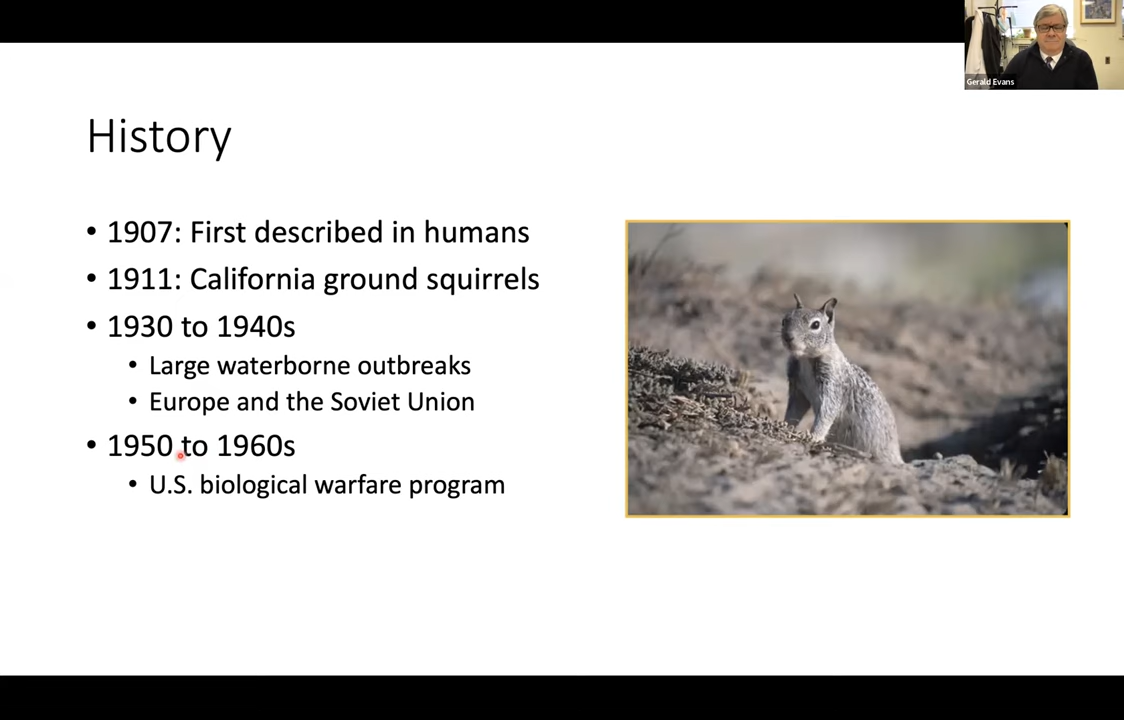 Gerald Evans
History
• 1907: First described in humans
• 1911: California ground squirrels
• 1930 to 1940s
• Large waterborne outbreaks
• Europe and the Soviet Union
• 1950 to 1960s
• U.S. biological warfare program